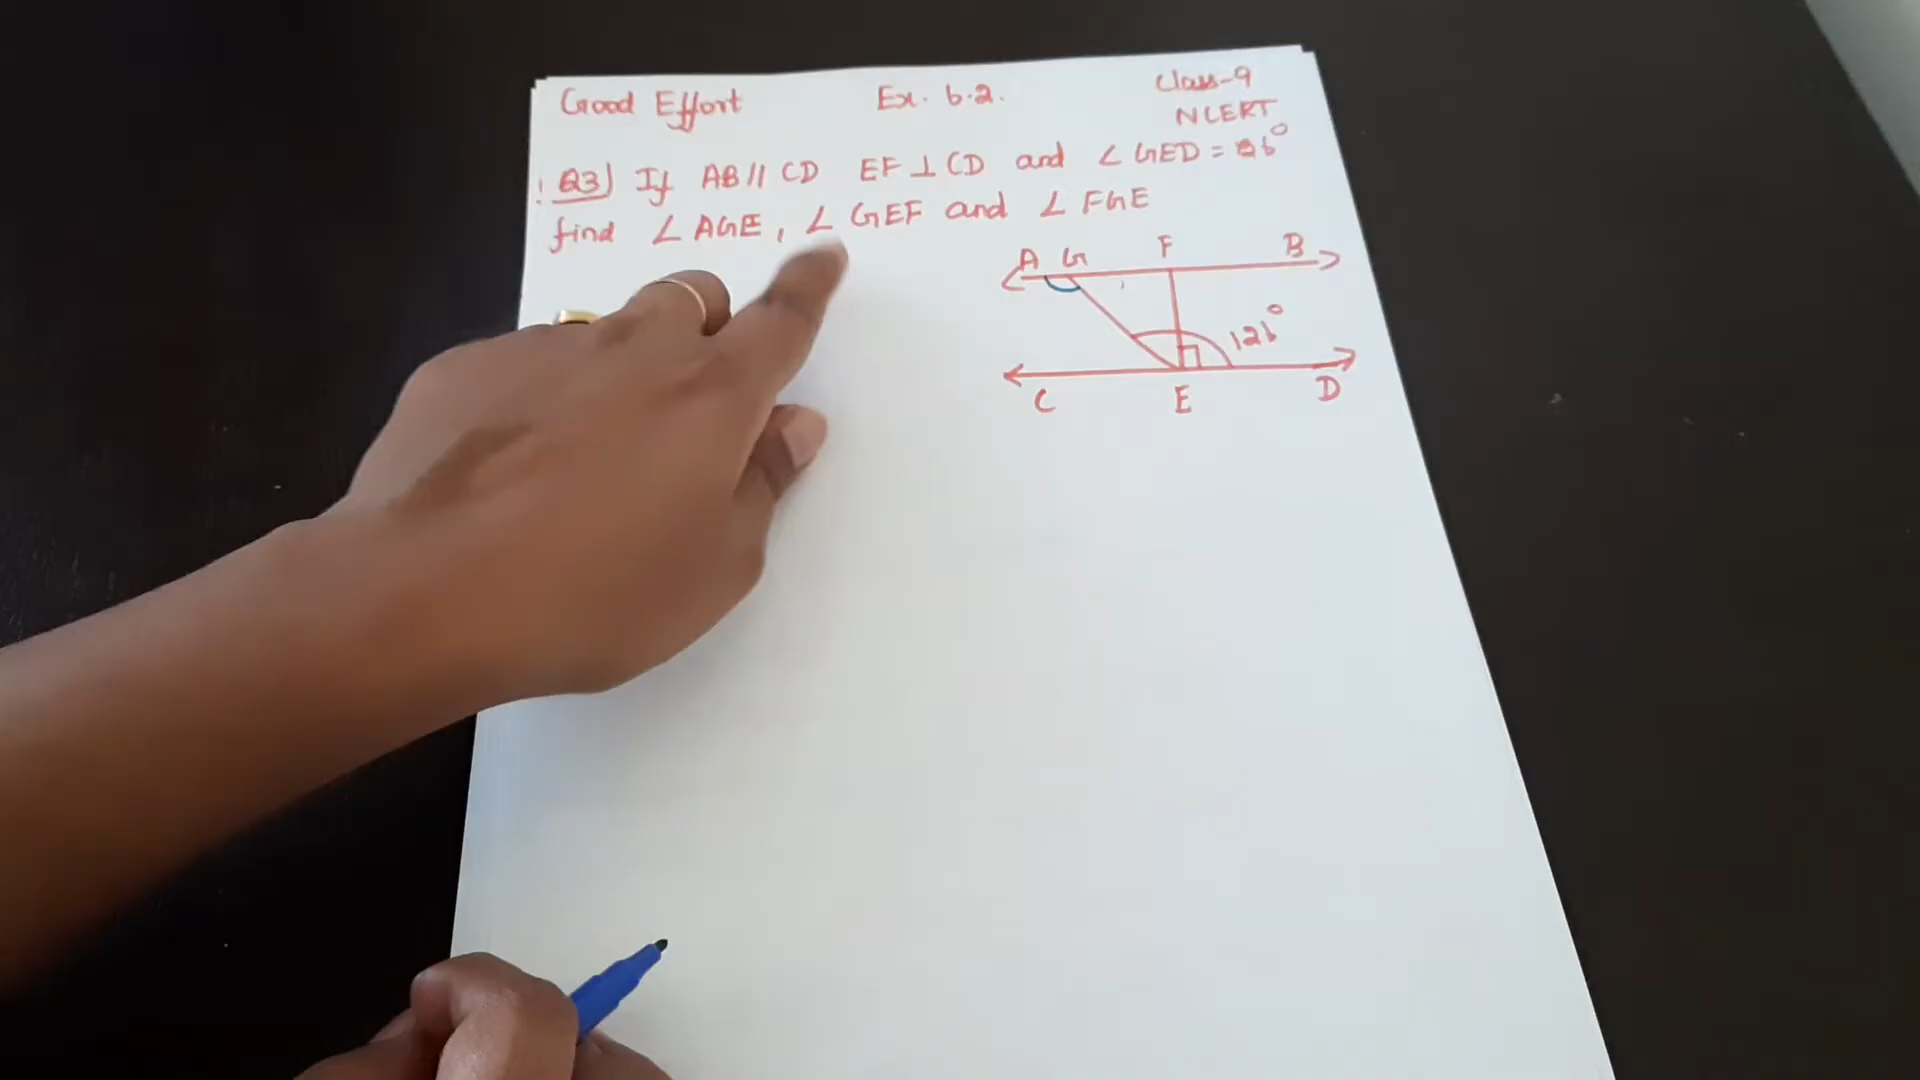 Good Effort Ex. 6.2. Class-9
NCERT
Q3) If AB // CD EF ⊥ CD and ∠ GED = 26°
find ∠ AGE, ∠ GEF and ∠ FGE
A G F B
126°
C E D